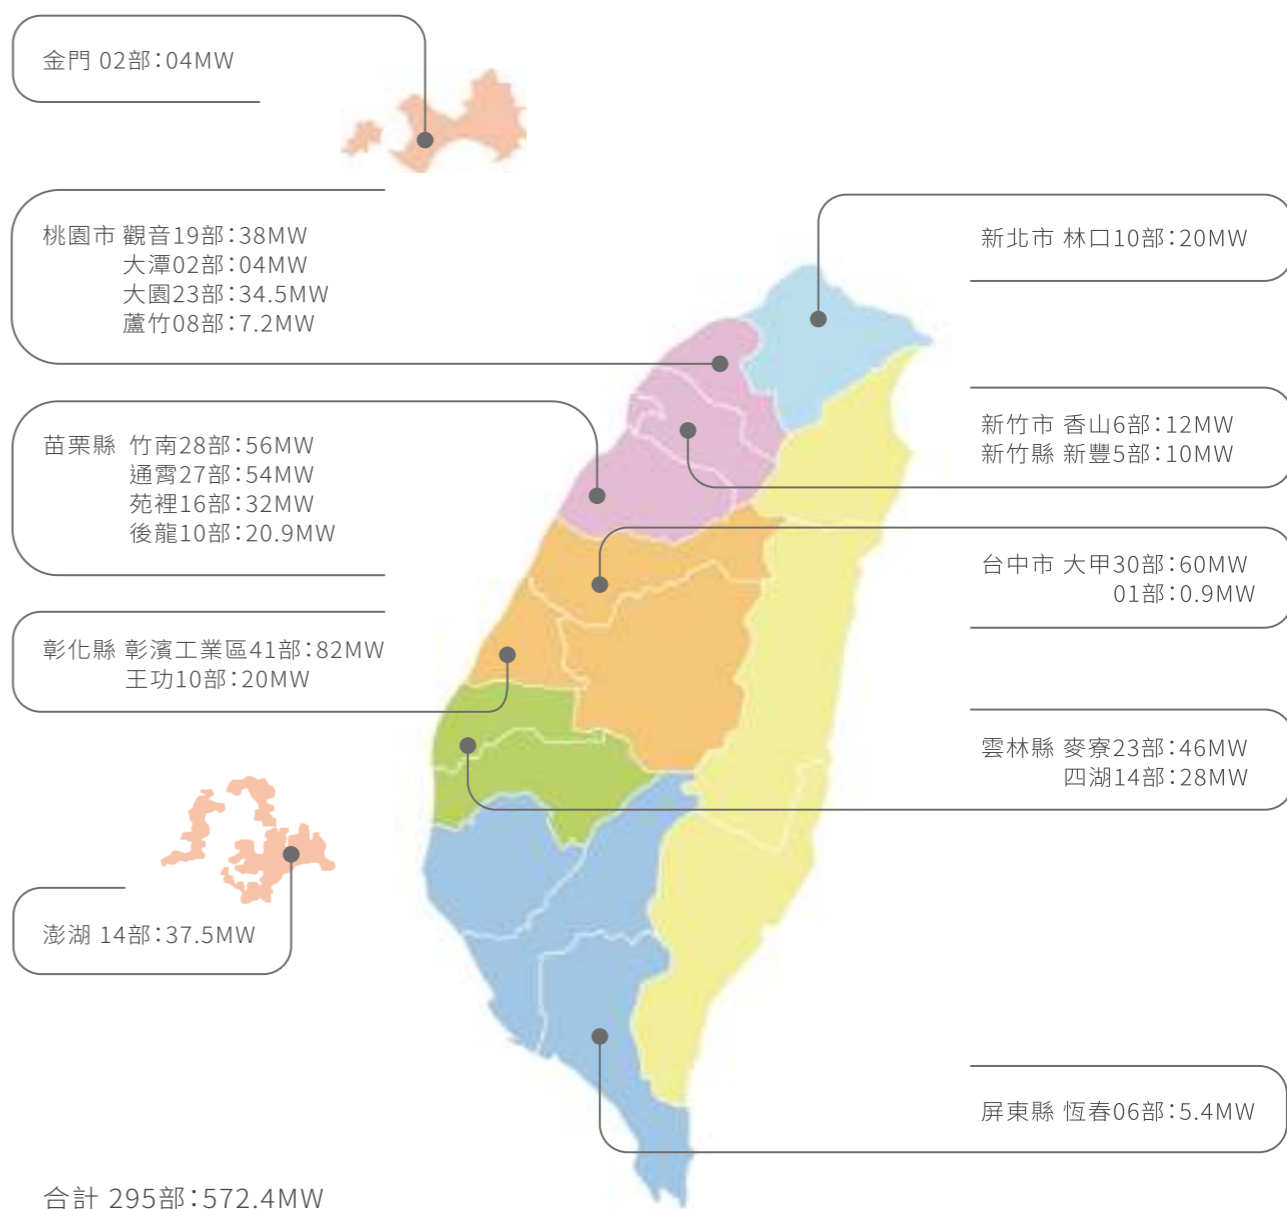 金門 02部：04MW
桃園市 觀音19部：38MW
大潭02部：04MW
大園23部：34.5MW
蘆竹08部：7.2MW
新北市 林口10部：20MW
苗栗縣 竹南28部：56MW
通霄27部：54MW
苑裡16部：32MW
後龍10部：20.9MW
新竹市 香山6部：12MW
新竹縣 新豐5部：10MW
台中市 大甲30部：60MW
01部：0.9MW
彰化縣 彰濱工業區41部：82MW
王功10部：20MW
雲林縣 麥寮23部：46MW
四湖14部：28MW
澎湖 14部：37.5MW
屏東縣 恆春06部：5.4MW
合計 295部：572.4MW